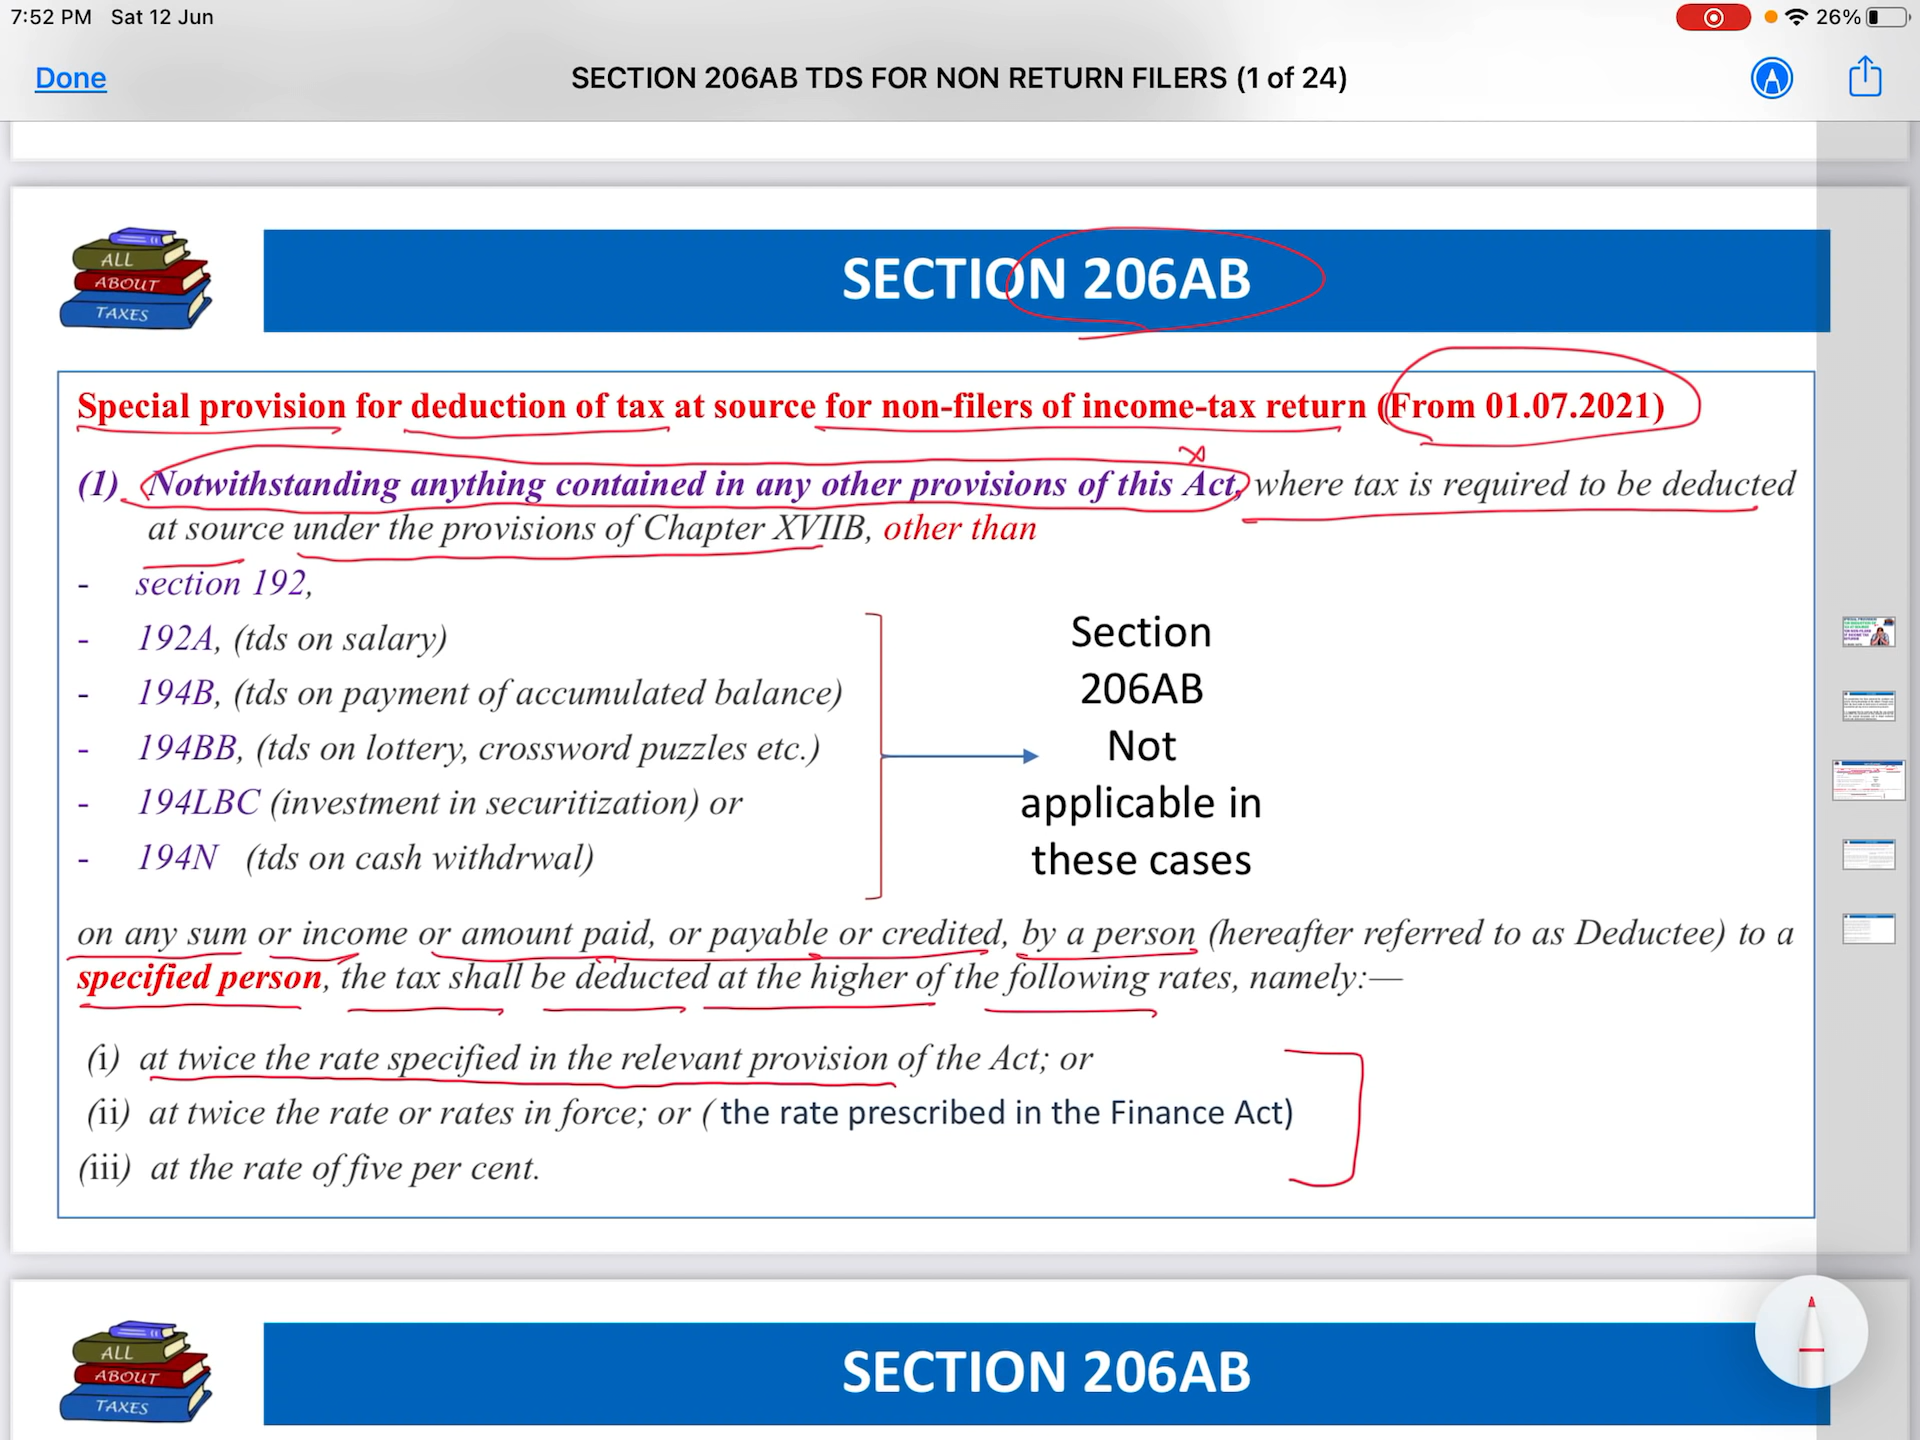 7:52 PM Sat 12 Jun
26%
Done
SECTION 206AB TDS FOR NON RETURN FILERS (1 of 24)
ALL
ABOUT
TAXES
SECTION 206AB
Special provision for deduction of tax at source for non-filers of income-tax return (From 01.07.2021)
(1) Notwithstanding anything contained in any other provisions of this Act, where tax is required to be deducted
at source under the provisions of Chapter XVIIB, other than
- section 192,
- 192A, (tds on salary)
- 194B, (tds on payment of accumulated balance)
- 194BB, (tds on lottery, crossword puzzles etc.)
- 194LBC (investment in securitization) or
- 194N (tds on cash withdrwal)
Section
206AB
Not
applicable in
these cases
on any sum or income or amount paid, or payable or credited, by a person (hereafter referred to as Deductee) to a
specified person, the tax shall be deducted at the higher of the following rates, namely:—
(i) at twice the rate specified in the relevant provision of the Act; or
(ii) at twice the rate or rates in force; or ( the rate prescribed in the Finance Act)
(iii) at the rate of five per cent.
ALL
ABOUT
TAXES
SECTION 206AB